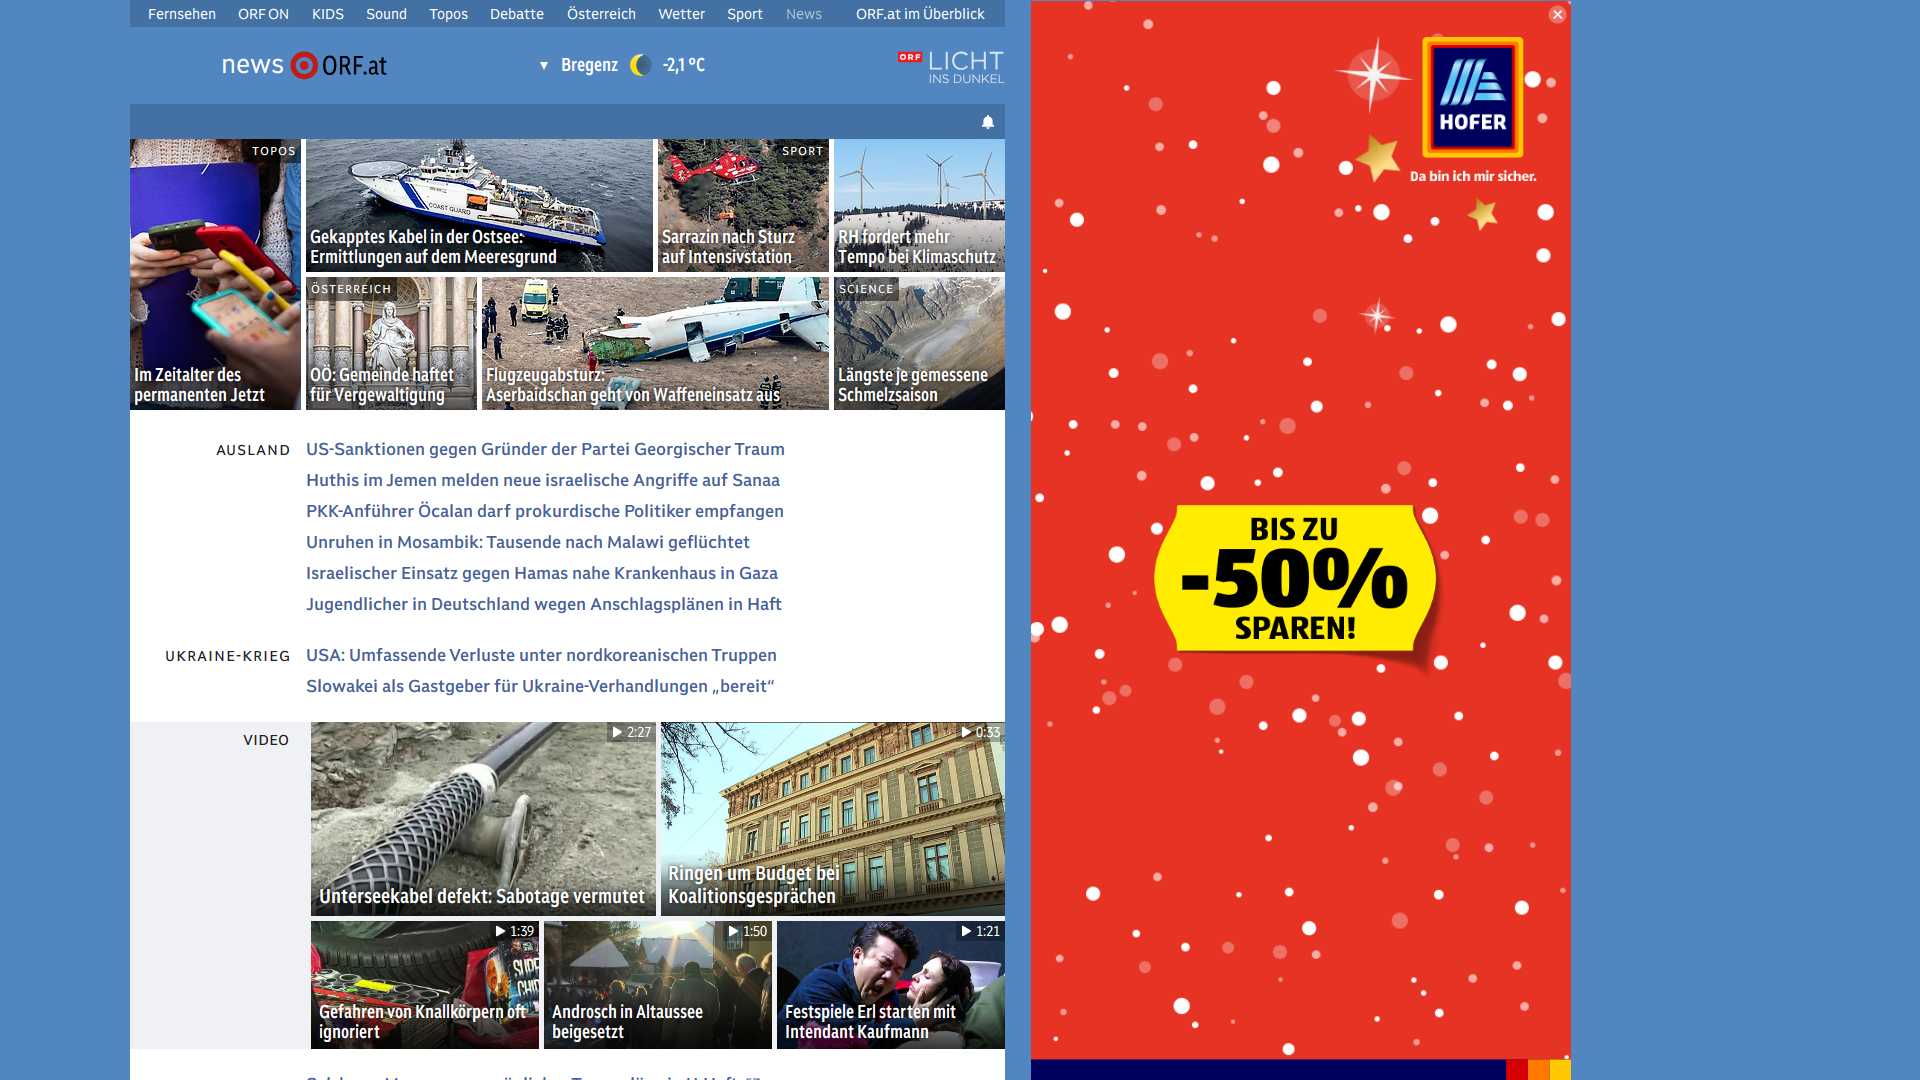 Fernsehen ORF ON KIDS Sound Topos Debatte Österreich Wetter Sport News ORF.at im Überblick
news ORF.at
Bregenz -2,1 °C
ORF LICHT
INS DUNKEL
TOPOS
Im Zeitalter des
permanenten Jetzt
COAST GUARD
Gekapptes Kabel in der Ostsee:
Ermittlungen auf dem Meeresgrund
SPORT
Sarrazin nach Sturz
auf Intensivstation
RH fordert mehr
Tempo bei Klimaschutz
ÖSTERREICH
OÖ: Gemeinde haftet
für Vergewaltigung
Flugzeugabsturz:
Aserbaidschan geht von Waffeneinsatz aus
SCIENCE
Längste je gemessene
Schmelzsaison
AUSLAND
US-Sanktionen gegen Gründer der Partei Georgischer Traum
Huthis im Jemen melden neue israelische Angriffe auf Sanaa
PKK-Anführer Öcalan darf prokurdische Politiker empfangen
Unruhen in Mosambik: Tausende nach Malawi geflüchtet
Israelischer Einsatz gegen Hamas nahe Krankenhaus in Gaza
Jugendlicher in Deutschland wegen Anschlagsplänen in Haft
UKRAINE-KRIEG
USA: Umfassende Verluste unter nordkoreanischen Truppen
Slowakei als Gastgeber für Ukraine-Verhandlungen „bereit“
VIDEO
2:27
Unterseekabel defekt: Sabotage vermutet
0:33
Ringen um Budget bei
Koalitionsgesprächen
1:39
Gefahren von Knallkörpern oft
ignoriert
1:50
Androsch in Altaussee
beigesetzt
1:21
Festspiele Erl starten mit
Intendant Kaufmann
HOFER
Da bin ich mir sicher.
BIS ZU
-50%
SPAREN!